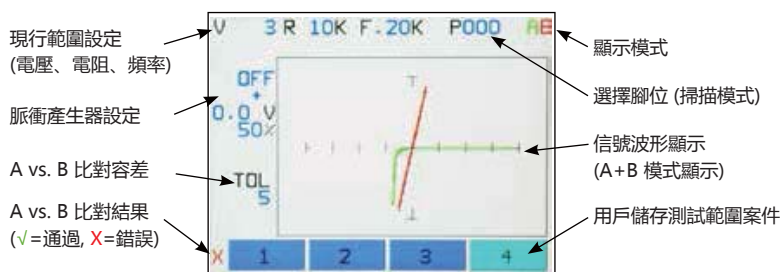 V 3 R 10K F.20K P000 AB
現行範圍設定
(電壓、電阻、頻率)
顯示模式
選擇腳位 (掃描模式)
OFF
+
0.0 V
50%
脈衝產生器設定
信號波形顯示
(A+B 模式顯示)
A vs. B 比對容差
TOL
5
A vs. B 比對結果
(√=通過, X=錯誤)
用戶儲存測試範圍案件
X 1 2 3 4